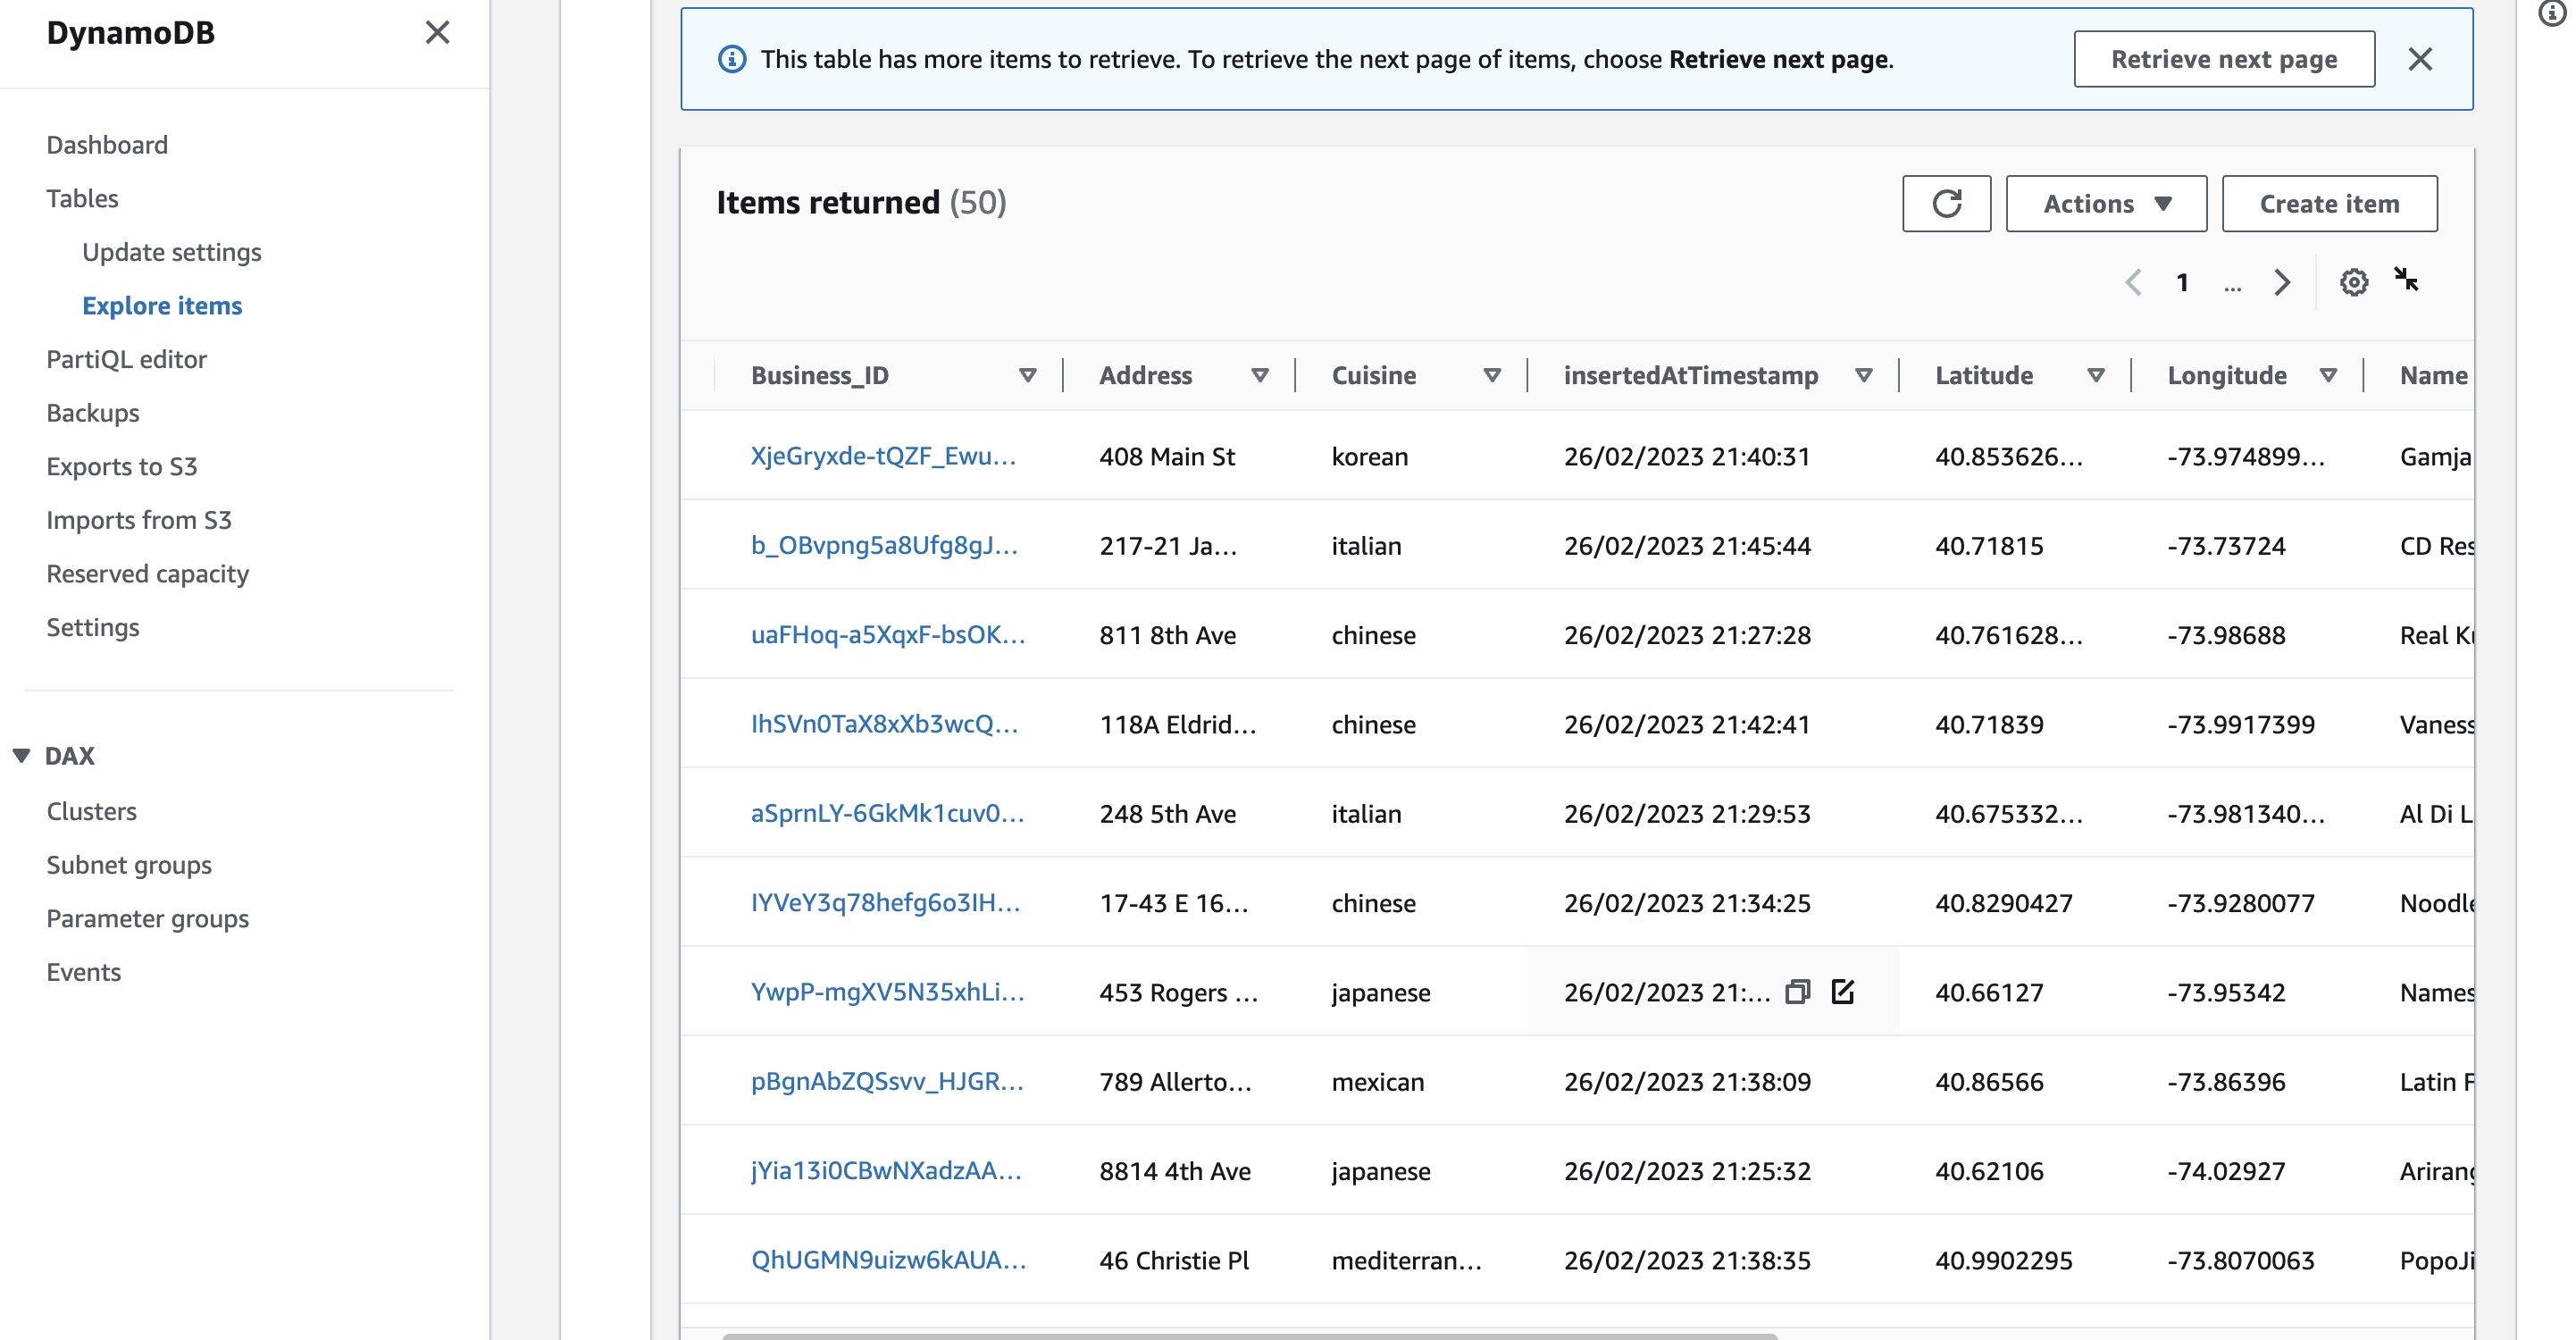 DynamoDB
Dashboard
Tables
Update settings
Explore items
PartiQL editor
Backups
Exports to S3
Imports from S3
Reserved capacity
Settings
DAX
Clusters
Subnet groups
Parameter groups
Events
This table has more items to retrieve. To retrieve the next page of items, choose Retrieve next page.
Retrieve next page
Items returned (50)
Actions
Create item
1 ...
Business_ID Address Cuisine insertedAtTimestamp Latitude Longitude Name
XjeGryxde-tQZF_Ewu... 408 Main St korean 26/02/2023 21:40:31 40.853626... -73.974899... Gamja
b_OBvpng5a8Ufg8gJ... 217-21 Ja... italian 26/02/2023 21:45:44 40.71815 -73.73724 CD Res
uaFHoq-a5XqxF-bsOK... 811 8th Ave chinese 26/02/2023 21:27:28 40.761628... -73.98688 Real Ku
IhSVn0TaX8xXb3wcQ... 118A Eldrid... chinese 26/02/2023 21:42:41 40.71839 -73.9917399 Vaness
aSprnLY-6GkMk1cuv0... 248 5th Ave italian 26/02/2023 21:29:53 40.675332... -73.981340... Al Di L
IYVeY3q78hefg6o3IH... 17-43 E 16... chinese 26/02/2023 21:34:25 40.8290427 -73.9280077 Noodle
YwpP-mgXV5N35xhLi... 453 Rogers ... japanese 26/02/2023 21:... 40.66127 -73.95342 Names
pBgnAbZQSsvv_HJGR... 789 Allerto... mexican 26/02/2023 21:38:09 40.86566 -73.86396 Latin F
jYia13i0CBwNXadzAA... 8814 4th Ave japanese 26/02/2023 21:25:32 40.62106 -74.02927 Arirang
QhUGMN9uizw6kAUA... 46 Christie Pl mediterran... 26/02/2023 21:38:35 40.9902295 -73.8070063 PopoJi